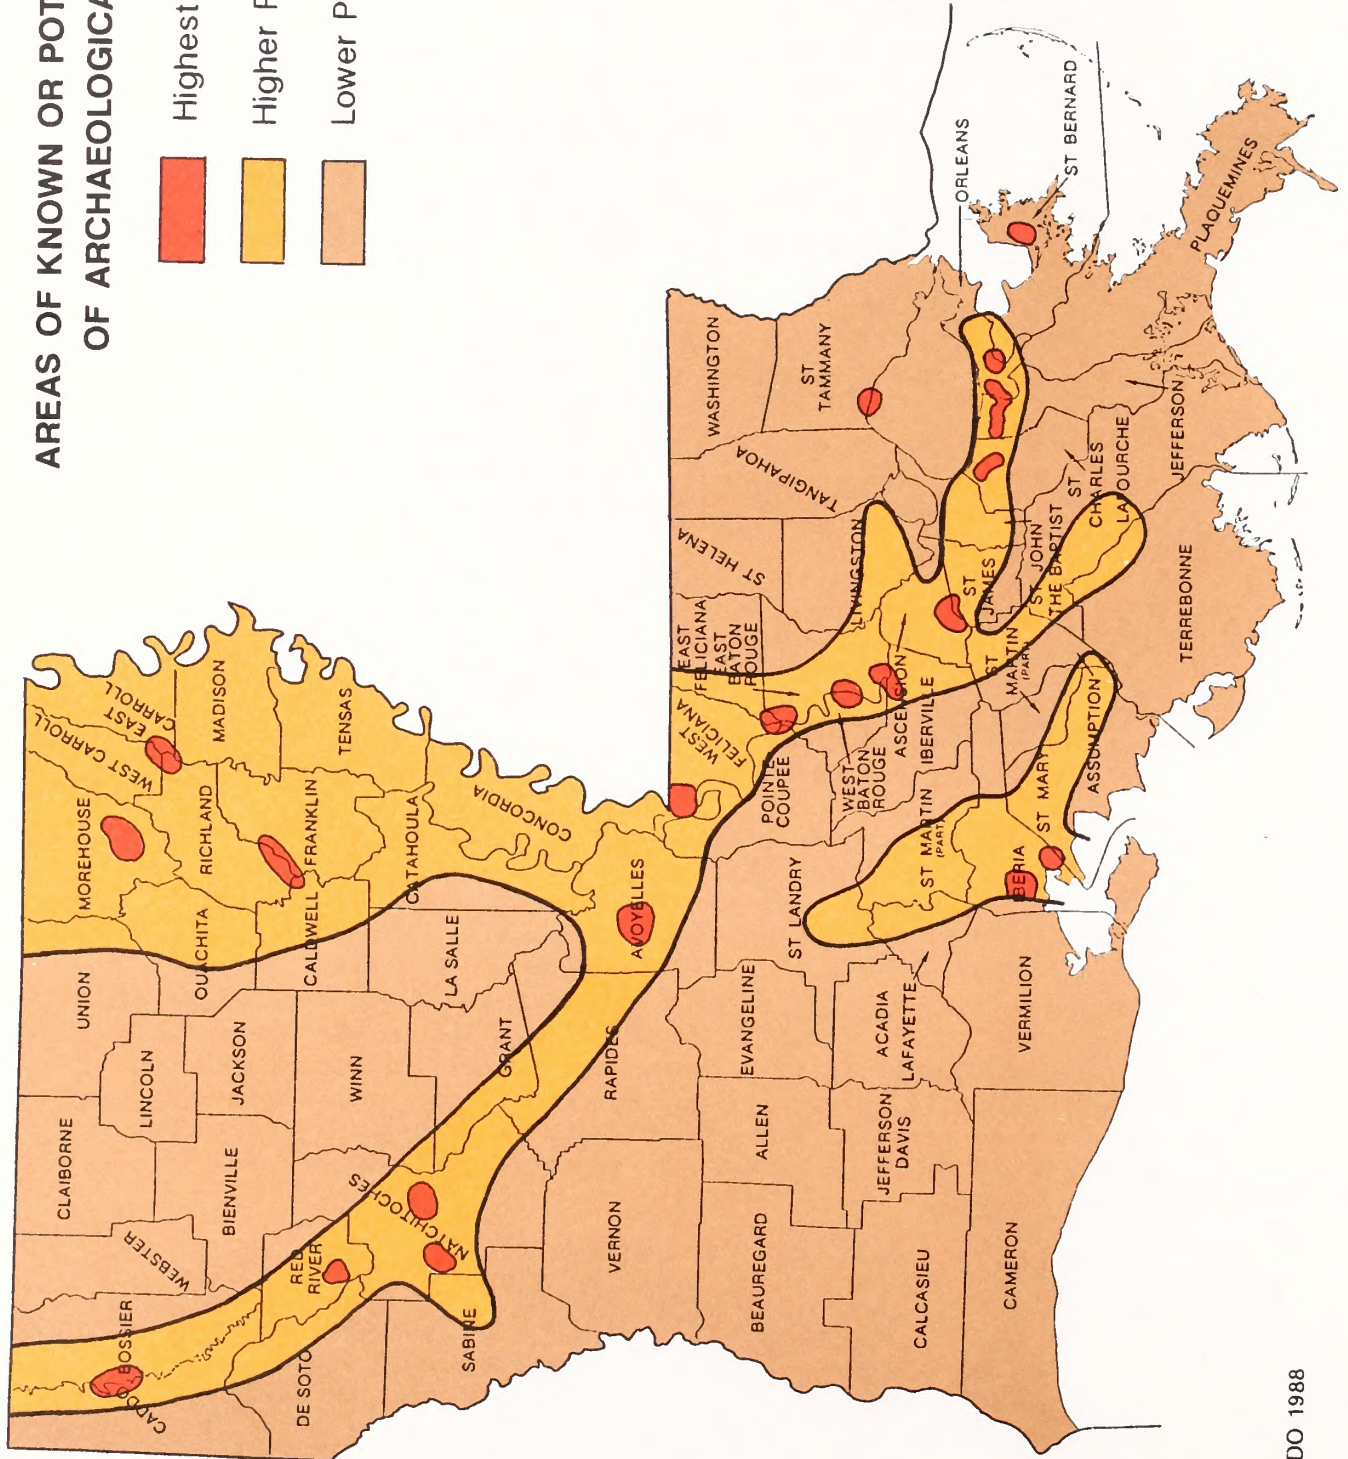 AREAS OF KNOWN OR POT
OF ARCHAEOLOGICA
Highest
Higher
Lower P
CADDO
BOSSIER
WEBSTER
CLAIBORNE
UNION
MOREHOUSE
WEST CARROLL
EAST
CARROLL
LINCOLN
OUACHITA
RICHLAND
MADISON
DE SOTO
RED
RIVER
BIENVILLE
JACKSON
CALDWELL
FRANKLIN
TENSAS
SABINE
NATCHITOCHES
WINN
GRANT
LA SALLE
CATAHOULA
CONCORDIA
VERNON
RAPIDES
AVOYELLES
BEAUREGARD
ALLEN
EVANGELINE
ST LANDRY
POINTE
COUPEE
WEST
FELICIANA
EAST
FELICIANA
EAST
BATON
ROUGE
ST HELENA
TANGIPAHOA
WASHINGTON
ST
TAMMANY
WEST
BATON
ROUGE
LIVINGSTON
CALCASIEU
JEFFERSON
DAVIS
ACADIA
LAFAYETTE
ST MARTIN
(PART)
IBERVILLE
ASCENSION
ST
JAMES
ST JOHN
THE BAPTIST
ST
CHARLES
ORLEANS
ST BERNARD
CAMERON
VERMILION
IBERIA
ST MARY
ST
MARTIN
(PART)
ASSUMPTION
LAFOURCHE
JEFFERSON
PLAQUEMINES
TERREBONNE
DO 1988